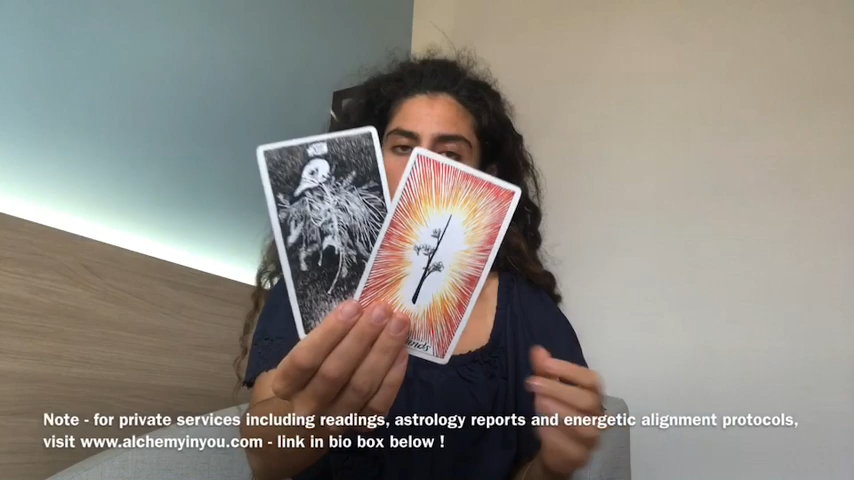 Note - for private services including readings, astrology reports and energetic alignment protocols,
visit www.alchemyinyou.com - link in bio box below !